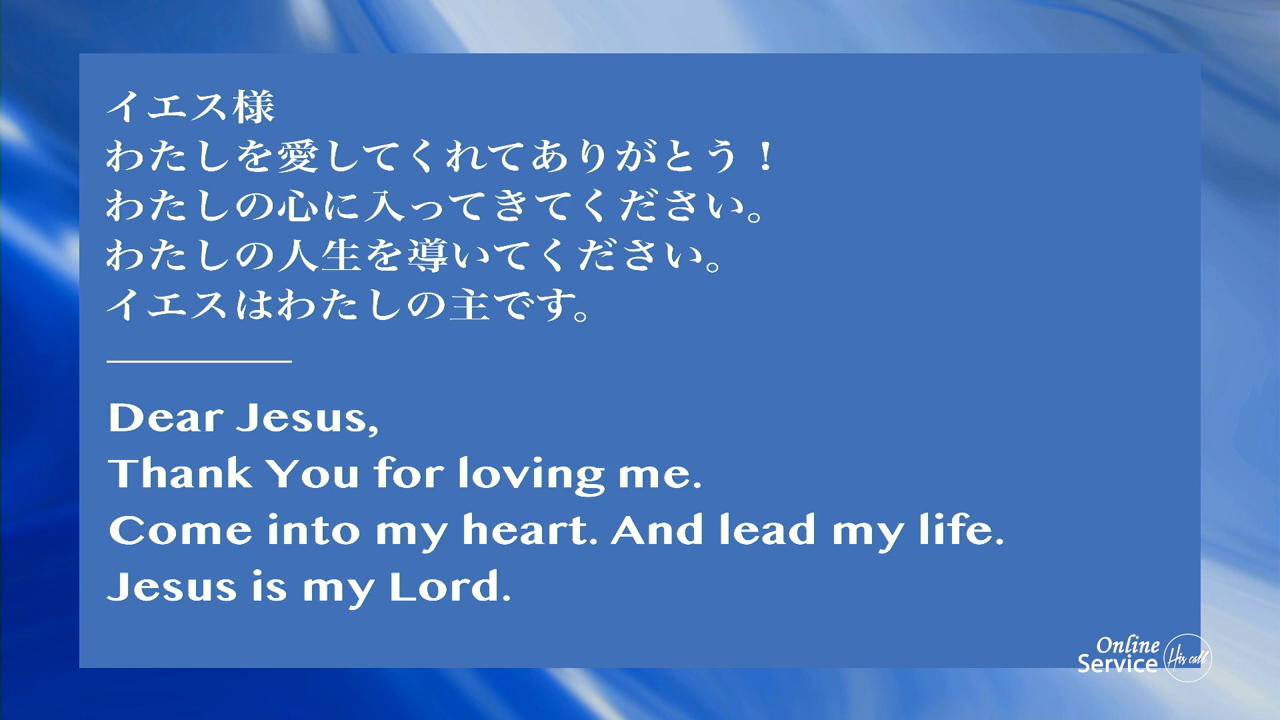 イエス様
わたしを愛してくれてありがとう！
わたしの心に入ってきてください。
わたしの人生を導いてください。
イエスはわたしの主です。
Dear Jesus,
Thank You for loving me.
Come into my heart. And lead my life.
Jesus is my Lord.
Online
Service
His call